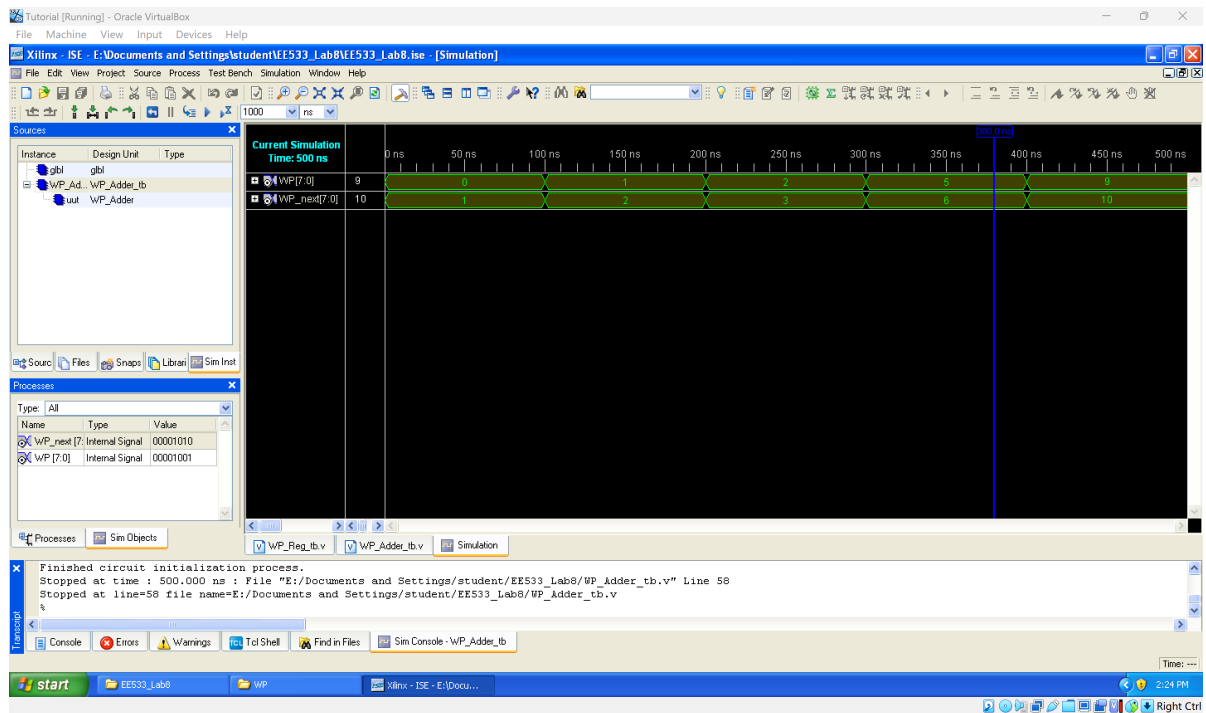 Tutorial [Running] - Oracle VirtualBox
File Machine View Input Devices Help
Xilinx - ISE - E:\Documents and Settings\student\EE533_Lab8\EE533_Lab8.ise - [Simulation]
File Edit View Project Source Process Test Bench Simulation Window Help
1000 ns
Sources
Instance Design Unit Type
glbl glbl
WP_Ad... WP_Adder_tb
uut WP_Adder
Sourc Files Snaps Librari Sim Inst
Processes
Type: All
Name Type Value
WP_next [7: Internal Signal 00001010
WP [7:0] Internal Signal 00001001
Processes Sim Objects
380.0 ns
Current Simulation
Time: 500 ns
0 ns 50 ns 100 ns 150 ns 200 ns 250 ns 300 ns 350 ns 400 ns 450 ns 500 ns
WP[7:0] 9 0 1 2 5 9
WP_next[7:0] 10 1 2 3 6 10
WP_Reg_tb.v WP_Adder_tb.v Simulation
Finished circuit initialization process.
Stopped at time : 500.000 ns : File "E:/Documents and Settings/student/EE533_Lab8/WP_Adder_tb.v" Line 58
Stopped at line=58 file name=E:/Documents and Settings/student/EE533_Lab8/WP_Adder_tb.v
%
Transcript
Console Errors Warnings Tcl Shell Find in Files Sim Console - WP_Adder_tb
Time: ---
start EE533_Lab8 WP Xilinx - ISE - E:\Docu... 2:24 PM
Right Ctrl